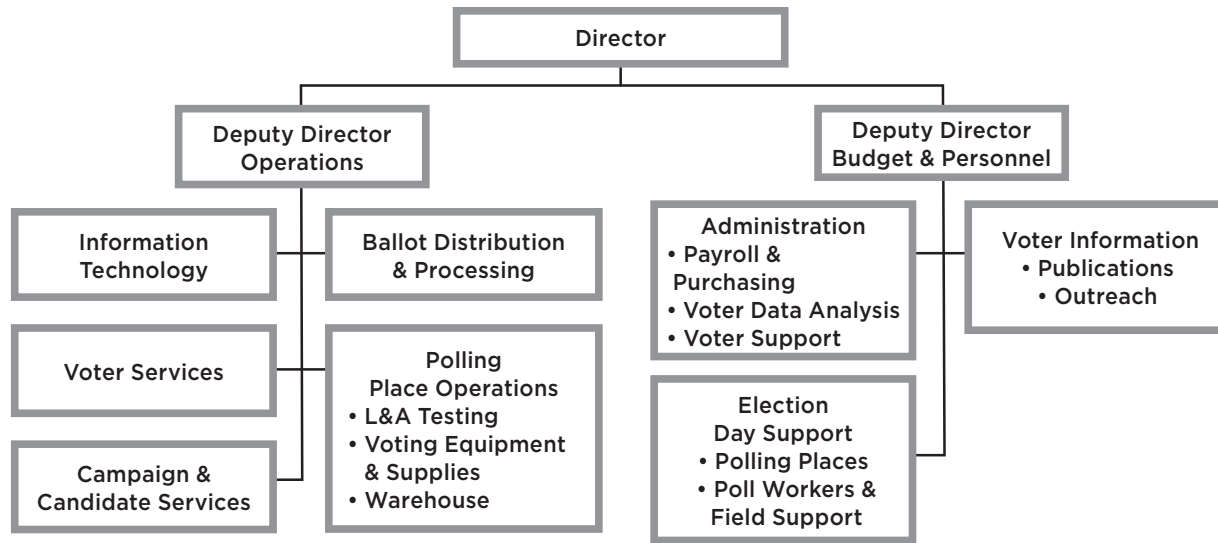 Director
Deputy Director
Operations
Deputy Director
Budget & Personnel
Information
Technology
Ballot Distribution
& Processing
Administration
• Payroll &
Purchasing
• Voter Data Analysis
• Voter Support
Voter Information
• Publications
• Outreach
Voter Services
Polling
Place Operations
• L&A Testing
• Voting Equipment
& Supplies
• Warehouse
Election
Day Support
• Polling Places
• Poll Workers &
Field Support
Campaign &
Candidate Services